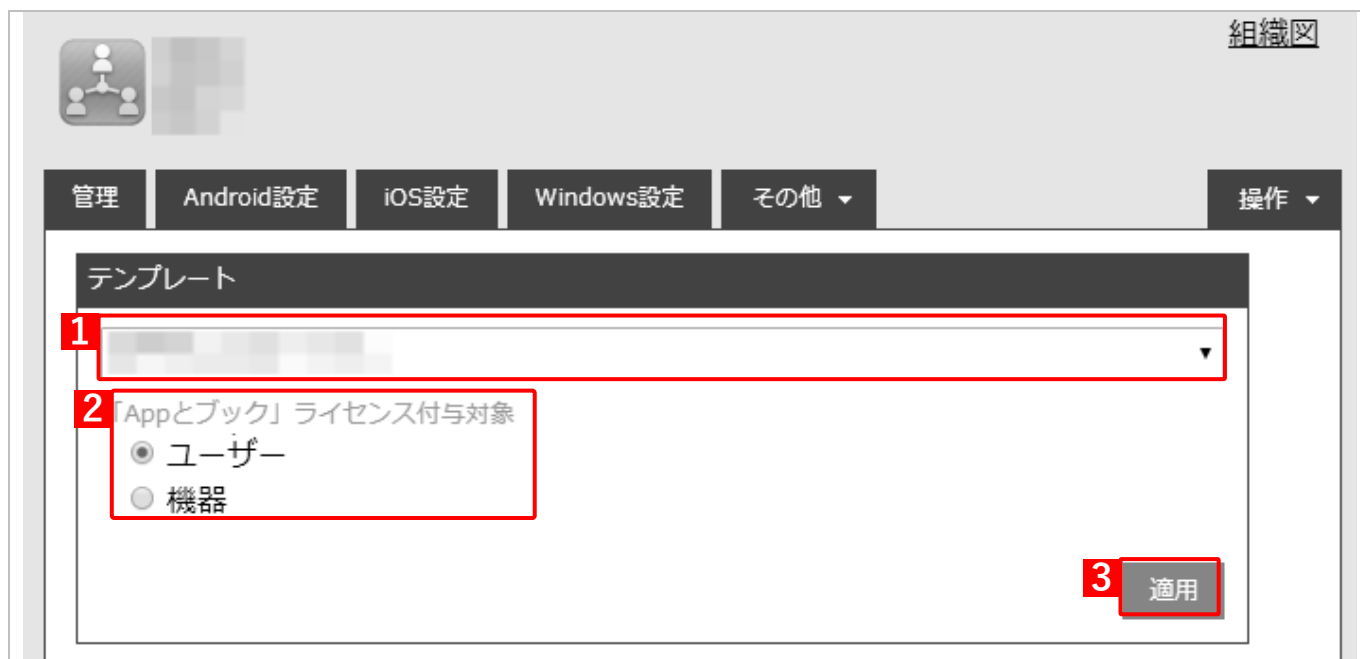 組織図
管理 Android設定 iOS設定 Windows設定 その他 操作
テンプレート
1
2 「Appとブック」ライセンス付与対象
ユーザー
機器
3 適用